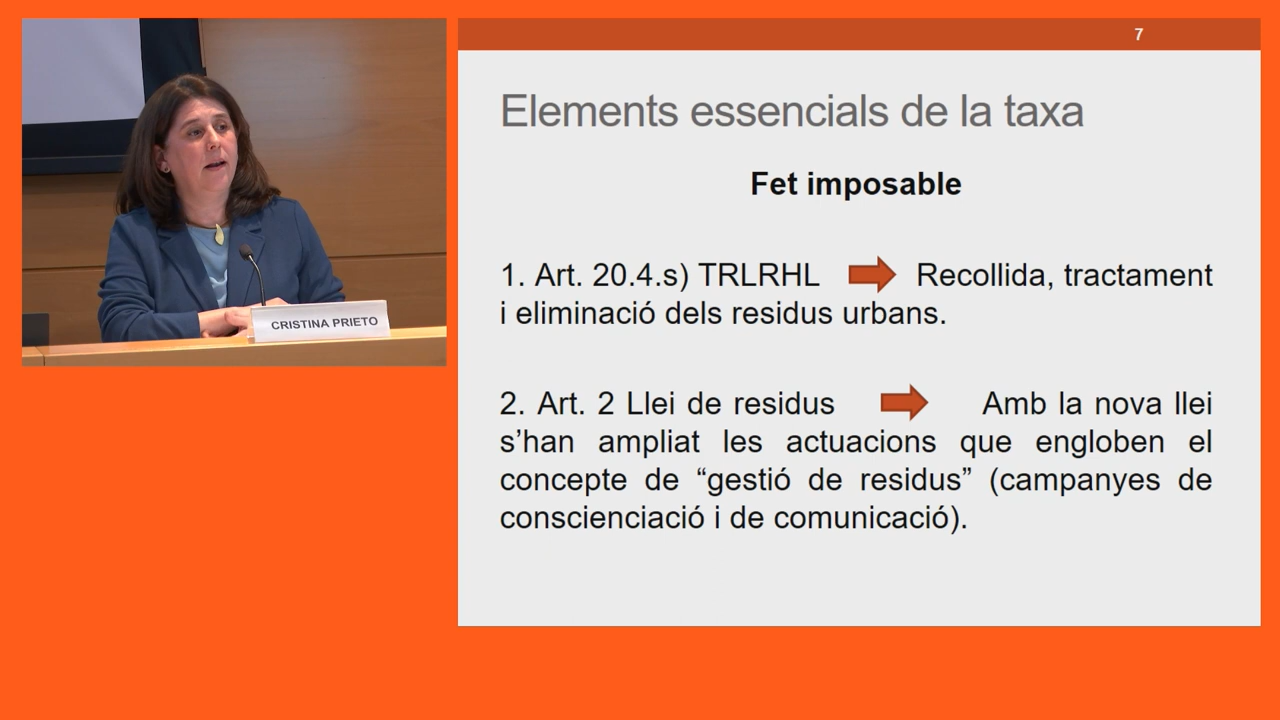 CRISTINA PRIETO
7
Elements essencials de la taxa
Fet imposable
1. Art. 20.4.s) TRLRHL Recollida, tractament
i eliminació dels residus urbans.
2. Art. 2 Llei de residus Amb la nova llei
s’han ampliat les actuacions que engloben el
concepte de “gestió de residus” (campanyes de
conscienciació i de comunicació).